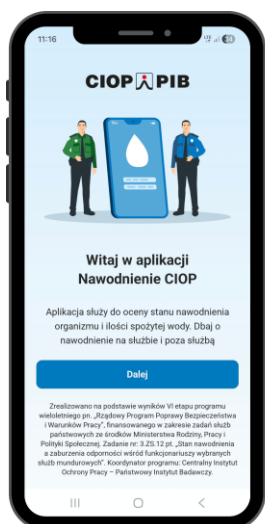 11:16
CIOP PIB
Witaj w aplikacji
Nawodnienie CIOP
Aplikacja służy do oceny stanu nawodnienia
organizmu i ilości spożytej wody. Dbaj o
nawodnienie na służbie i poza służbą
Dalej
Zrealizowano na podstawie wyników VI etapu programu
wieloletniego pn. „Rządowy Program Poprawy Bezpieczeństwa
i Warunków Pracy”, finansowanego w zakresie zadań służb
państwowych ze środków Ministerstwa Rodziny, Pracy i
Polityki Społecznej. Zadanie nr: 3.ZS.12 pt. „Stan nawodnienia
a zaburzenia odporności wśród funkcjonariuszy wybranych
służb mundurowych”. Koordynator programu: Centralny Instytut
Ochrony Pracy – Państwowy Instytut Badawczy.